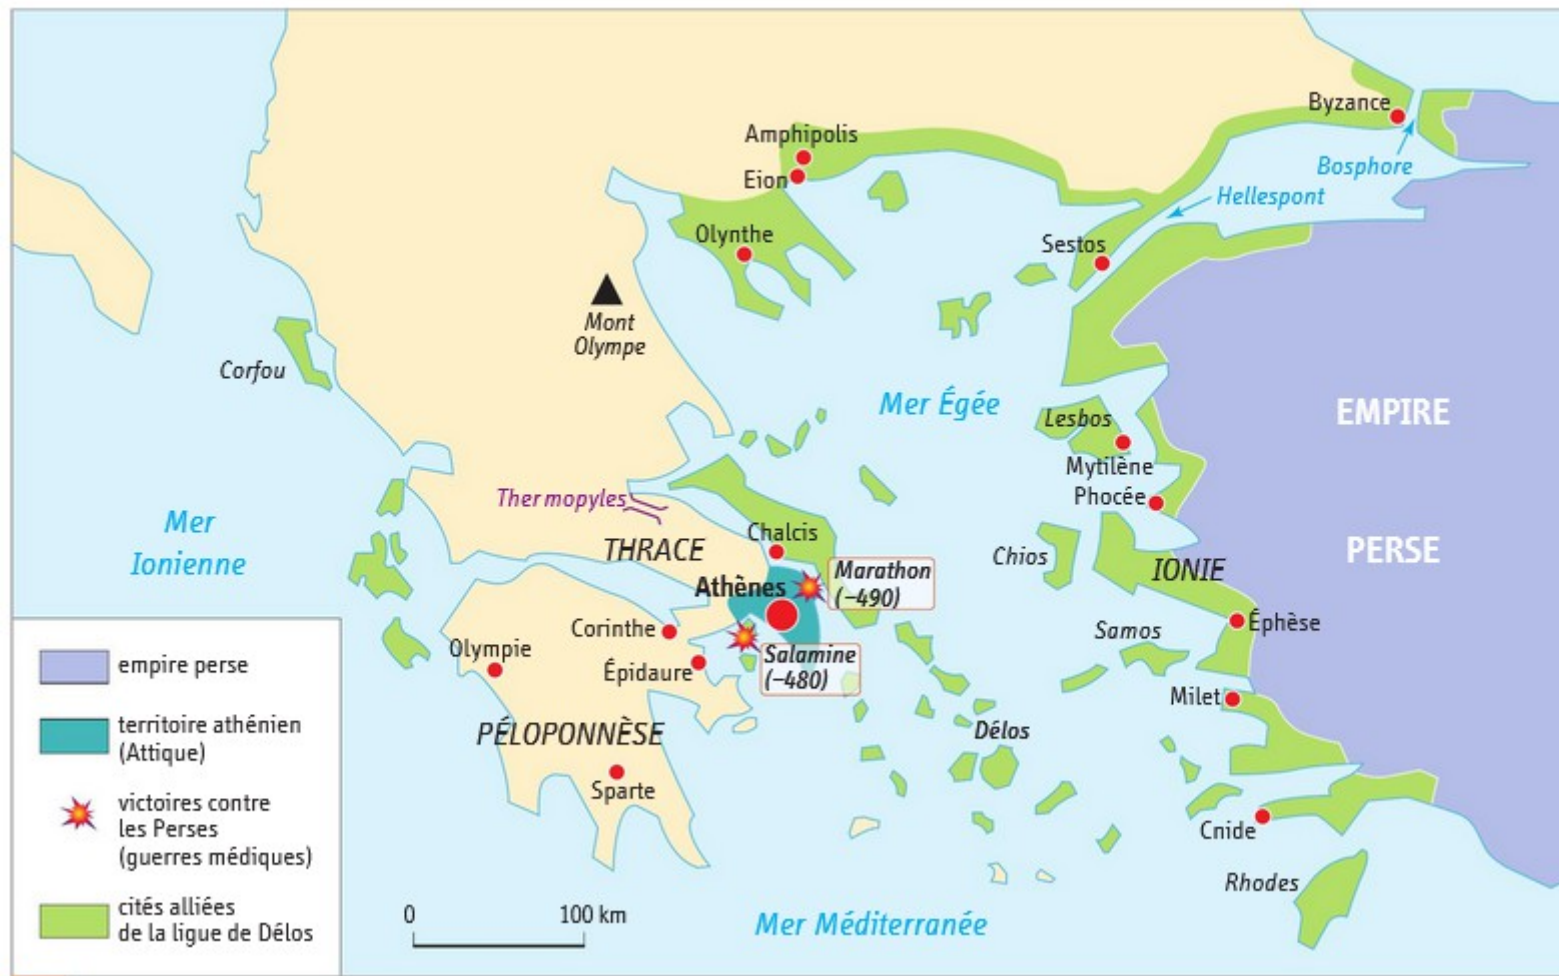 Byzance
Amphipolis
Bosphore
Eion
Hellespont
Olynthe
Sestos
Mont
Olympe
Corfou
Mer Égée
EMPIRE
PERSE
Lesbos
Mytilène
Phocée
Thermopyles
Mer
Ionienne
Chalcis
THRACE
Chios
IONIE
Marathon
(–490)
Athènes
Corinthe
Éphèse
Samos
Olympie
Salamine
(–480)
Épidaure
Milet
PÉLOPONNÈSE
Délos
Sparte
Cnide
Rhodes
Mer Méditerranée
0
100 km
empire perse
territoire athénien
(Attique)
victoires contre
les Perses
(guerres médiques)
cités alliées
de la ligue de Délos